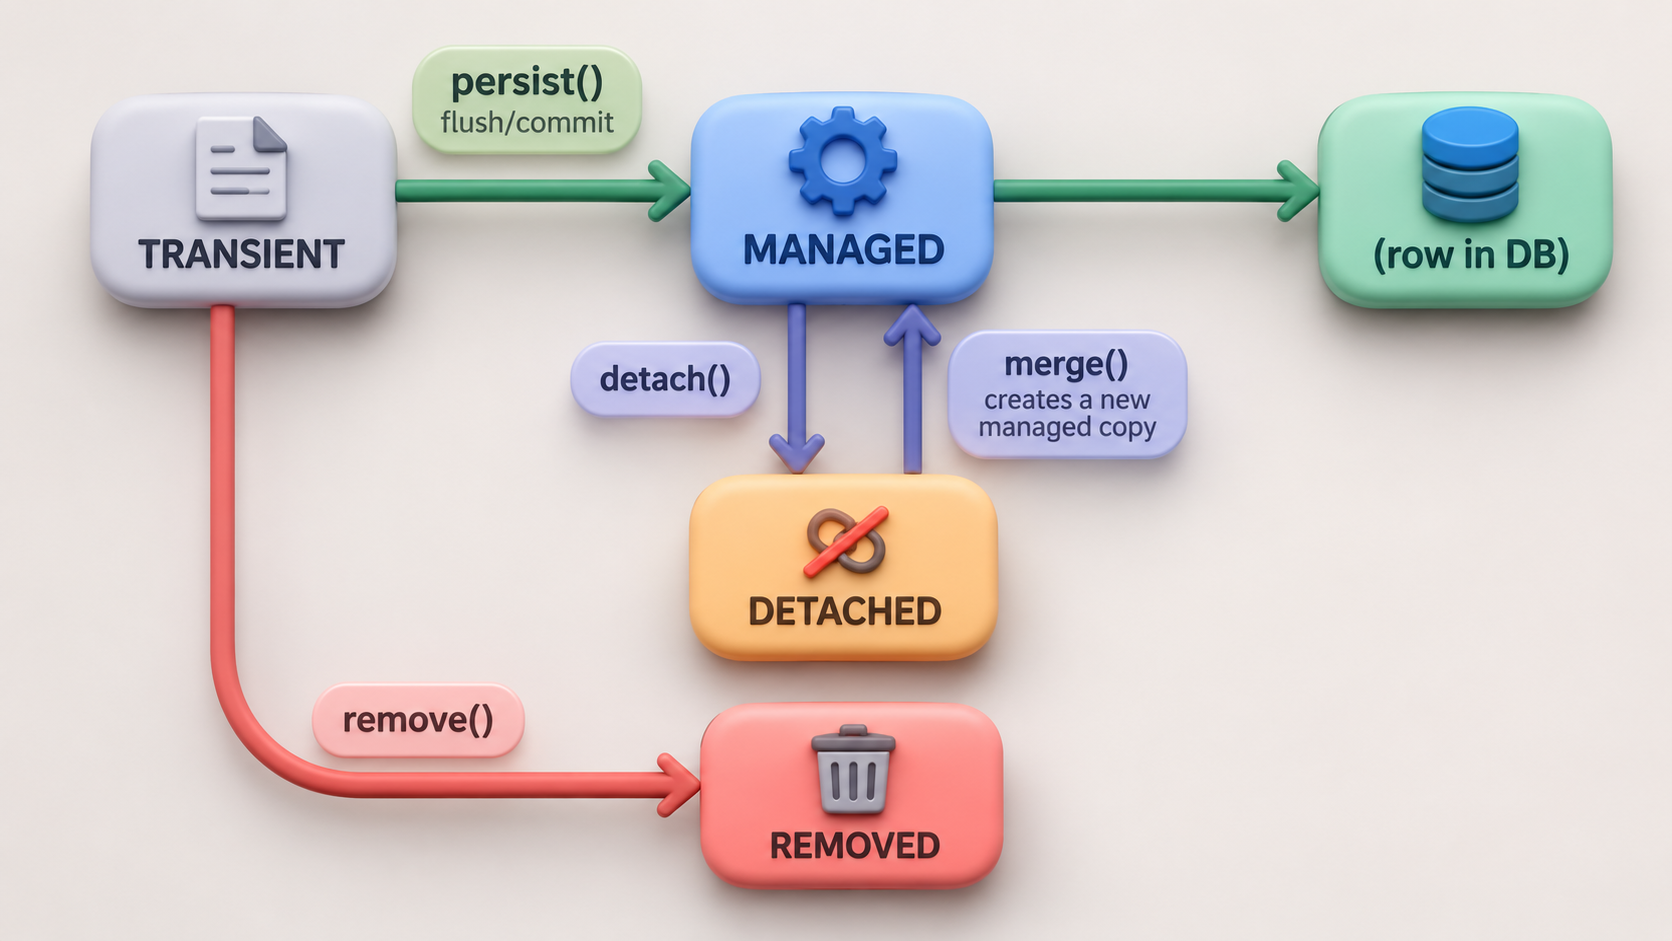 persist()
flush/commit
TRANSIENT
MANAGED
(row in DB)
detach()
merge()
creates a new
managed copy
DETACHED
remove()
REMOVED